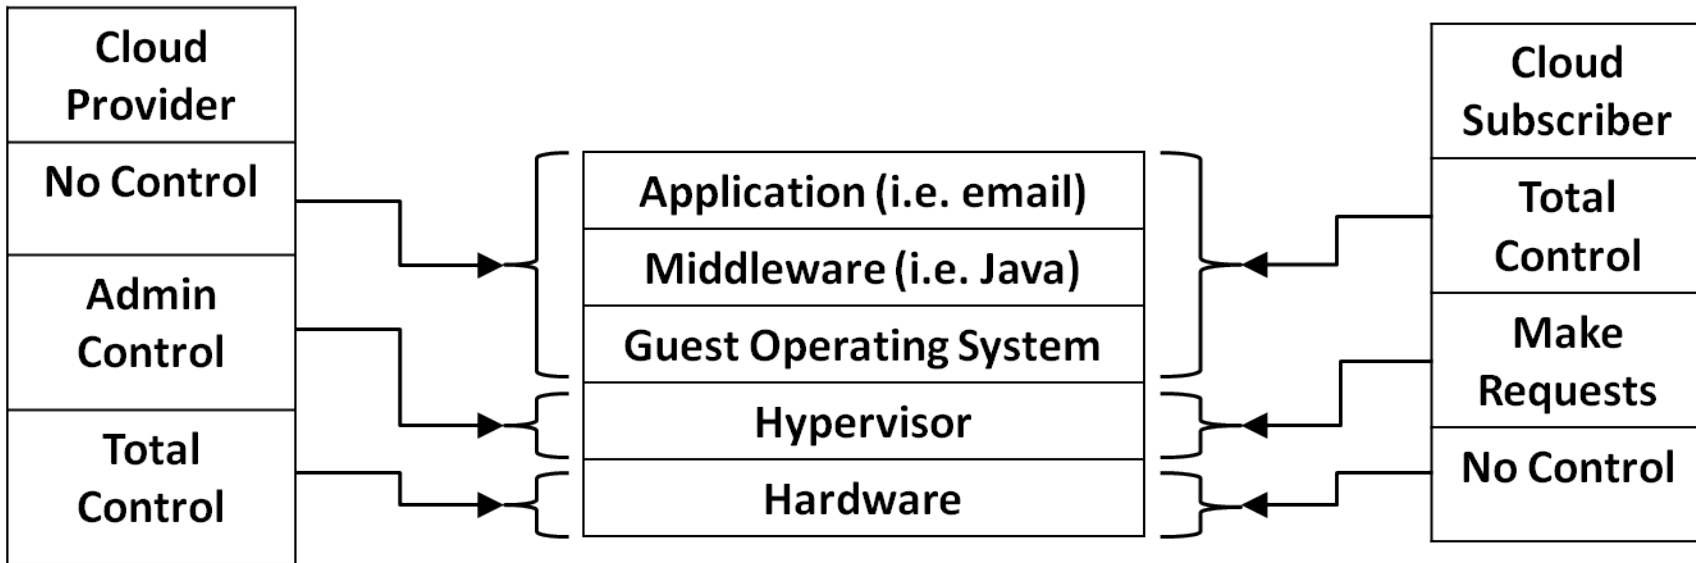 Cloud
Provider
No Control
Admin
Control
Total
Control
Application (i.e. email)
Middleware (i.e. Java)
Guest Operating System
Hypervisor
Hardware
Cloud
Subscriber
Total
Control
Make
Requests
No Control